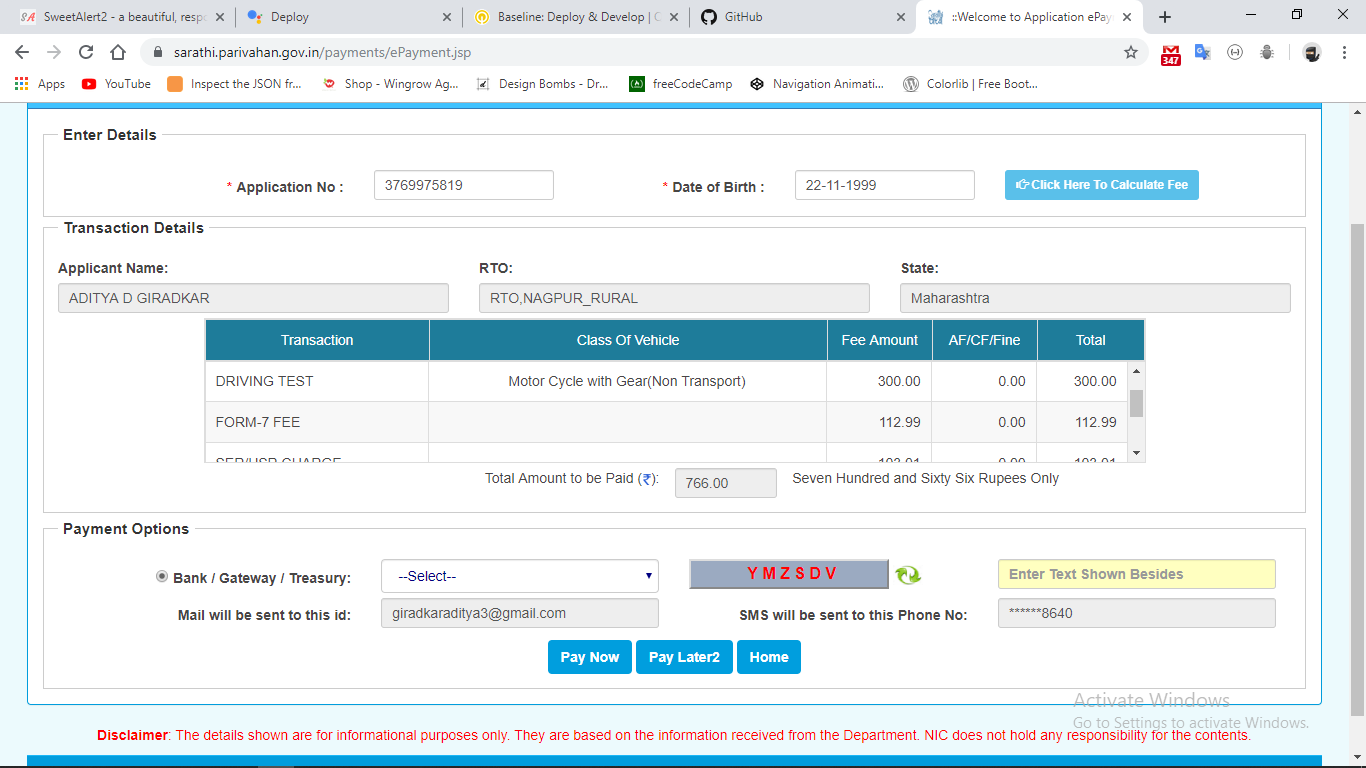 SweetAlert2 - a beautiful, resp
Deploy
Baseline: Deploy & Develop | C
GitHub
::Welcome to Application ePay
sarathi.parivahan.gov.in/payments/ePayment.jsp
347
Apps
YouTube
Inspect the JSON fr...
Shop - Wingrow Ag...
Design Bombs - Dr...
freeCodeCamp
Navigation Animati...
Colorlib | Free Boot...
Enter Details
* Application No : 3769975819 * Date of Birth : 22-11-1999 Click Here To Calculate Fee
Transaction Details
Applicant Name: RTO: State:
ADITYA D GIRADKAR RTO,NAGPUR_RURAL Maharashtra
Transaction Class Of Vehicle Fee Amount AF/CF/Fine Total
DRIVING TEST Motor Cycle with Gear(Non Transport) 300.00 0.00 300.00
FORM-7 FEE 112.99 0.00 112.99
Total Amount to be Paid (₹): 766.00 Seven Hundred and Sixty Six Rupees Only
Payment Options
Bank / Gateway / Treasury: --Select-- Y M Z S D V Enter Text Shown Besides
Mail will be sent to this id: giradkaraditya3@gmail.com SMS will be sent to this Phone No: ******8640
Pay Now Pay Later2 Home
Activate Windows
Go to Settings to activate Windows.
Disclaimer: The details shown are for informational purposes only. They are based on the information received from the Department. NIC does not hold any responsibility for the contents.